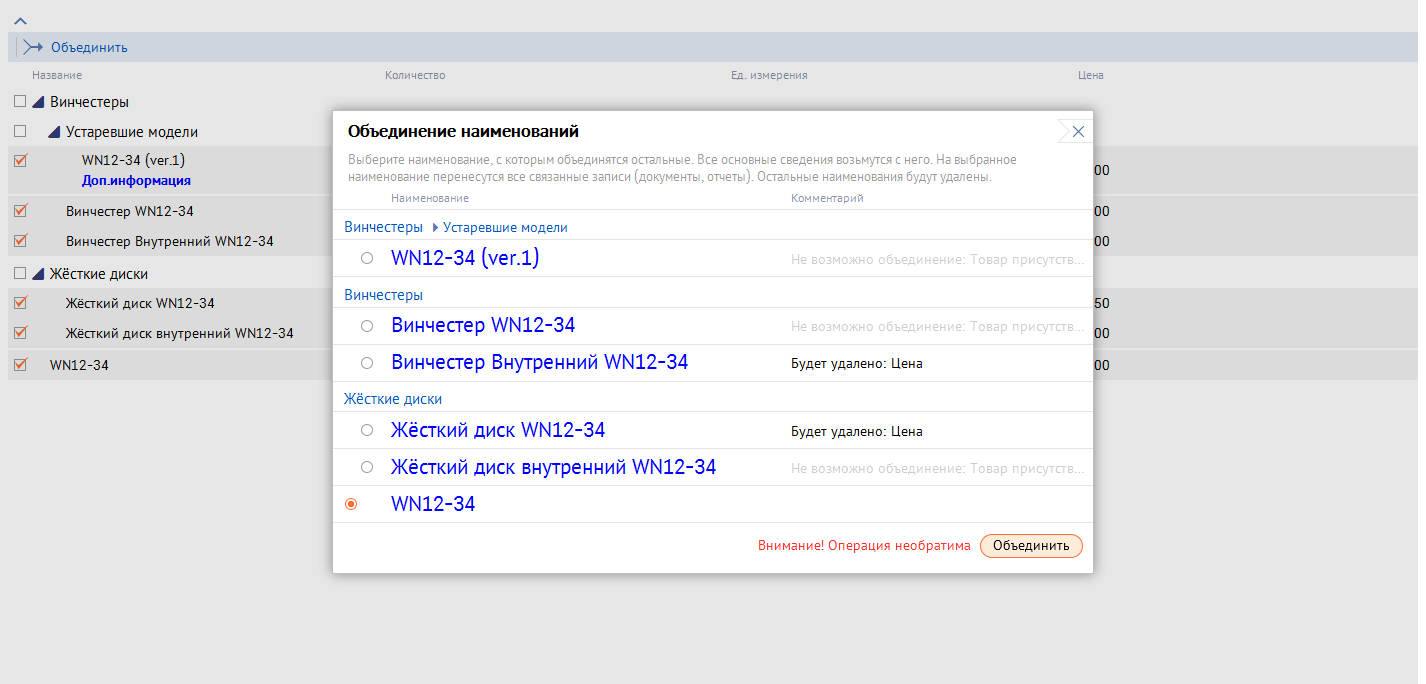 Объединить
Название Количество Ед. измерения Цена
Винчестеры
Устаревшие модели
WN12-34 (ver.1)
Доп.информация
00
Винчестер WN12-34 00
Винчестер Внутренний WN12-34 00
Жёсткие диски
Жёсткий диск WN12-34 50
Жёсткий диск внутренний WN12-34 00
WN12-34 00
Объединение наименований
Выберите наименование, с которым объединятся остальные. Все основные сведения возьмутся с него. На выбранное
наименование перенесутся все связанные записи (документы, отчеты). Остальные наименования будут удалены.
Наименование Комментарий
Винчестеры Устаревшие модели
WN12-34 (ver.1) Не возможно объединение: Товар присутств...
Винчестеры
Винчестер WN12-34 Не возможно объединение: Товар присутств...
Винчестер Внутренний WN12-34 Будет удалено: Цена
Жёсткие диски
Жёсткий диск WN12-34 Будет удалено: Цена
Жёсткий диск внутренний WN12-34 Не возможно объединение: Товар присутств...
WN12-34
Внимание! Операция необратима Объединить